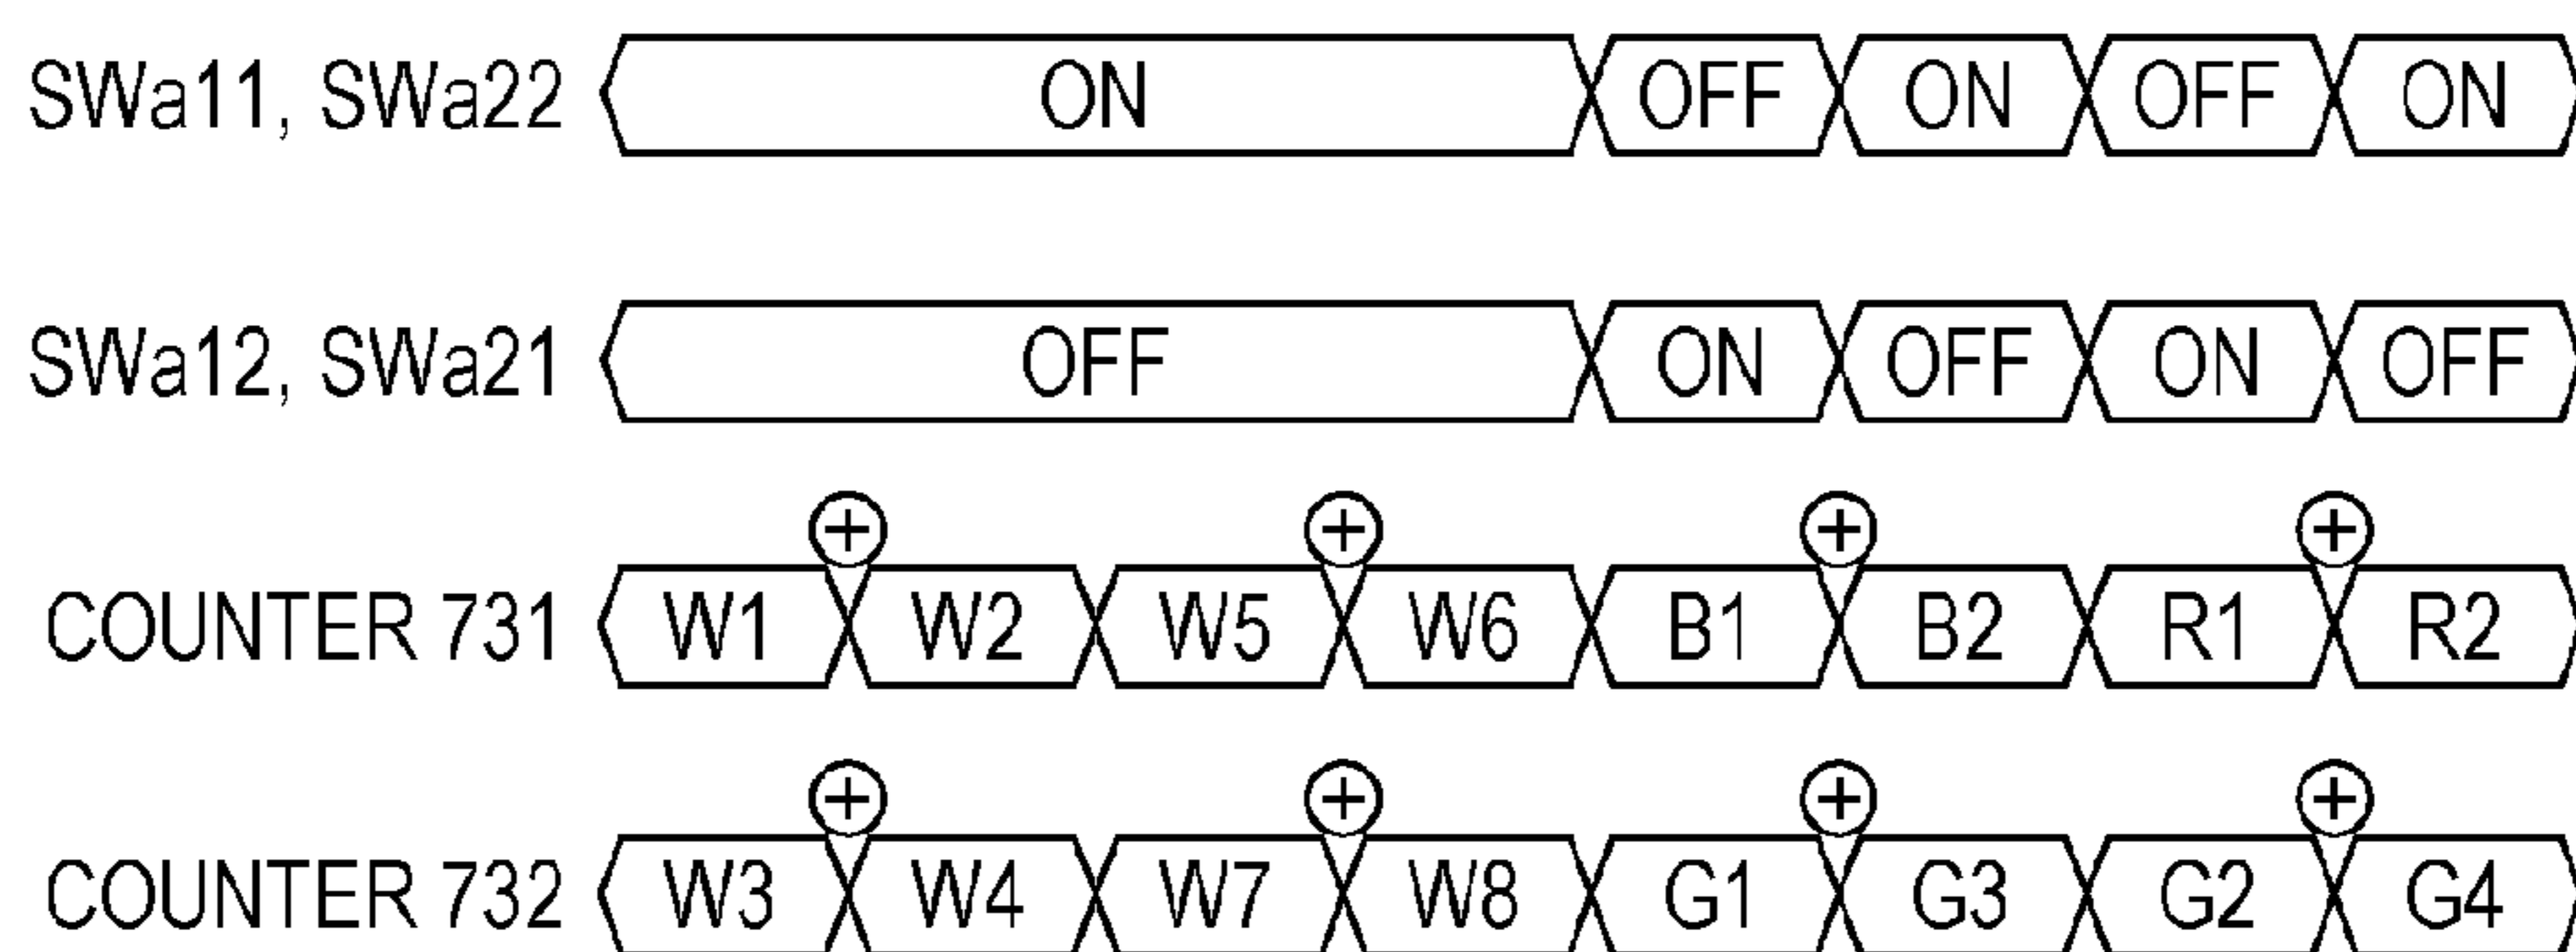 SWa11, SWa22 ON OFF ON OFF ON
SWa12, SWa21 OFF ON OFF ON OFF
+ + + +
COUNTER 731 W1 W2 W5 W6 B1 B2 R1 R2
+ + + +
COUNTER 732 W3 W4 W7 W8 G1 G3 G2 G4